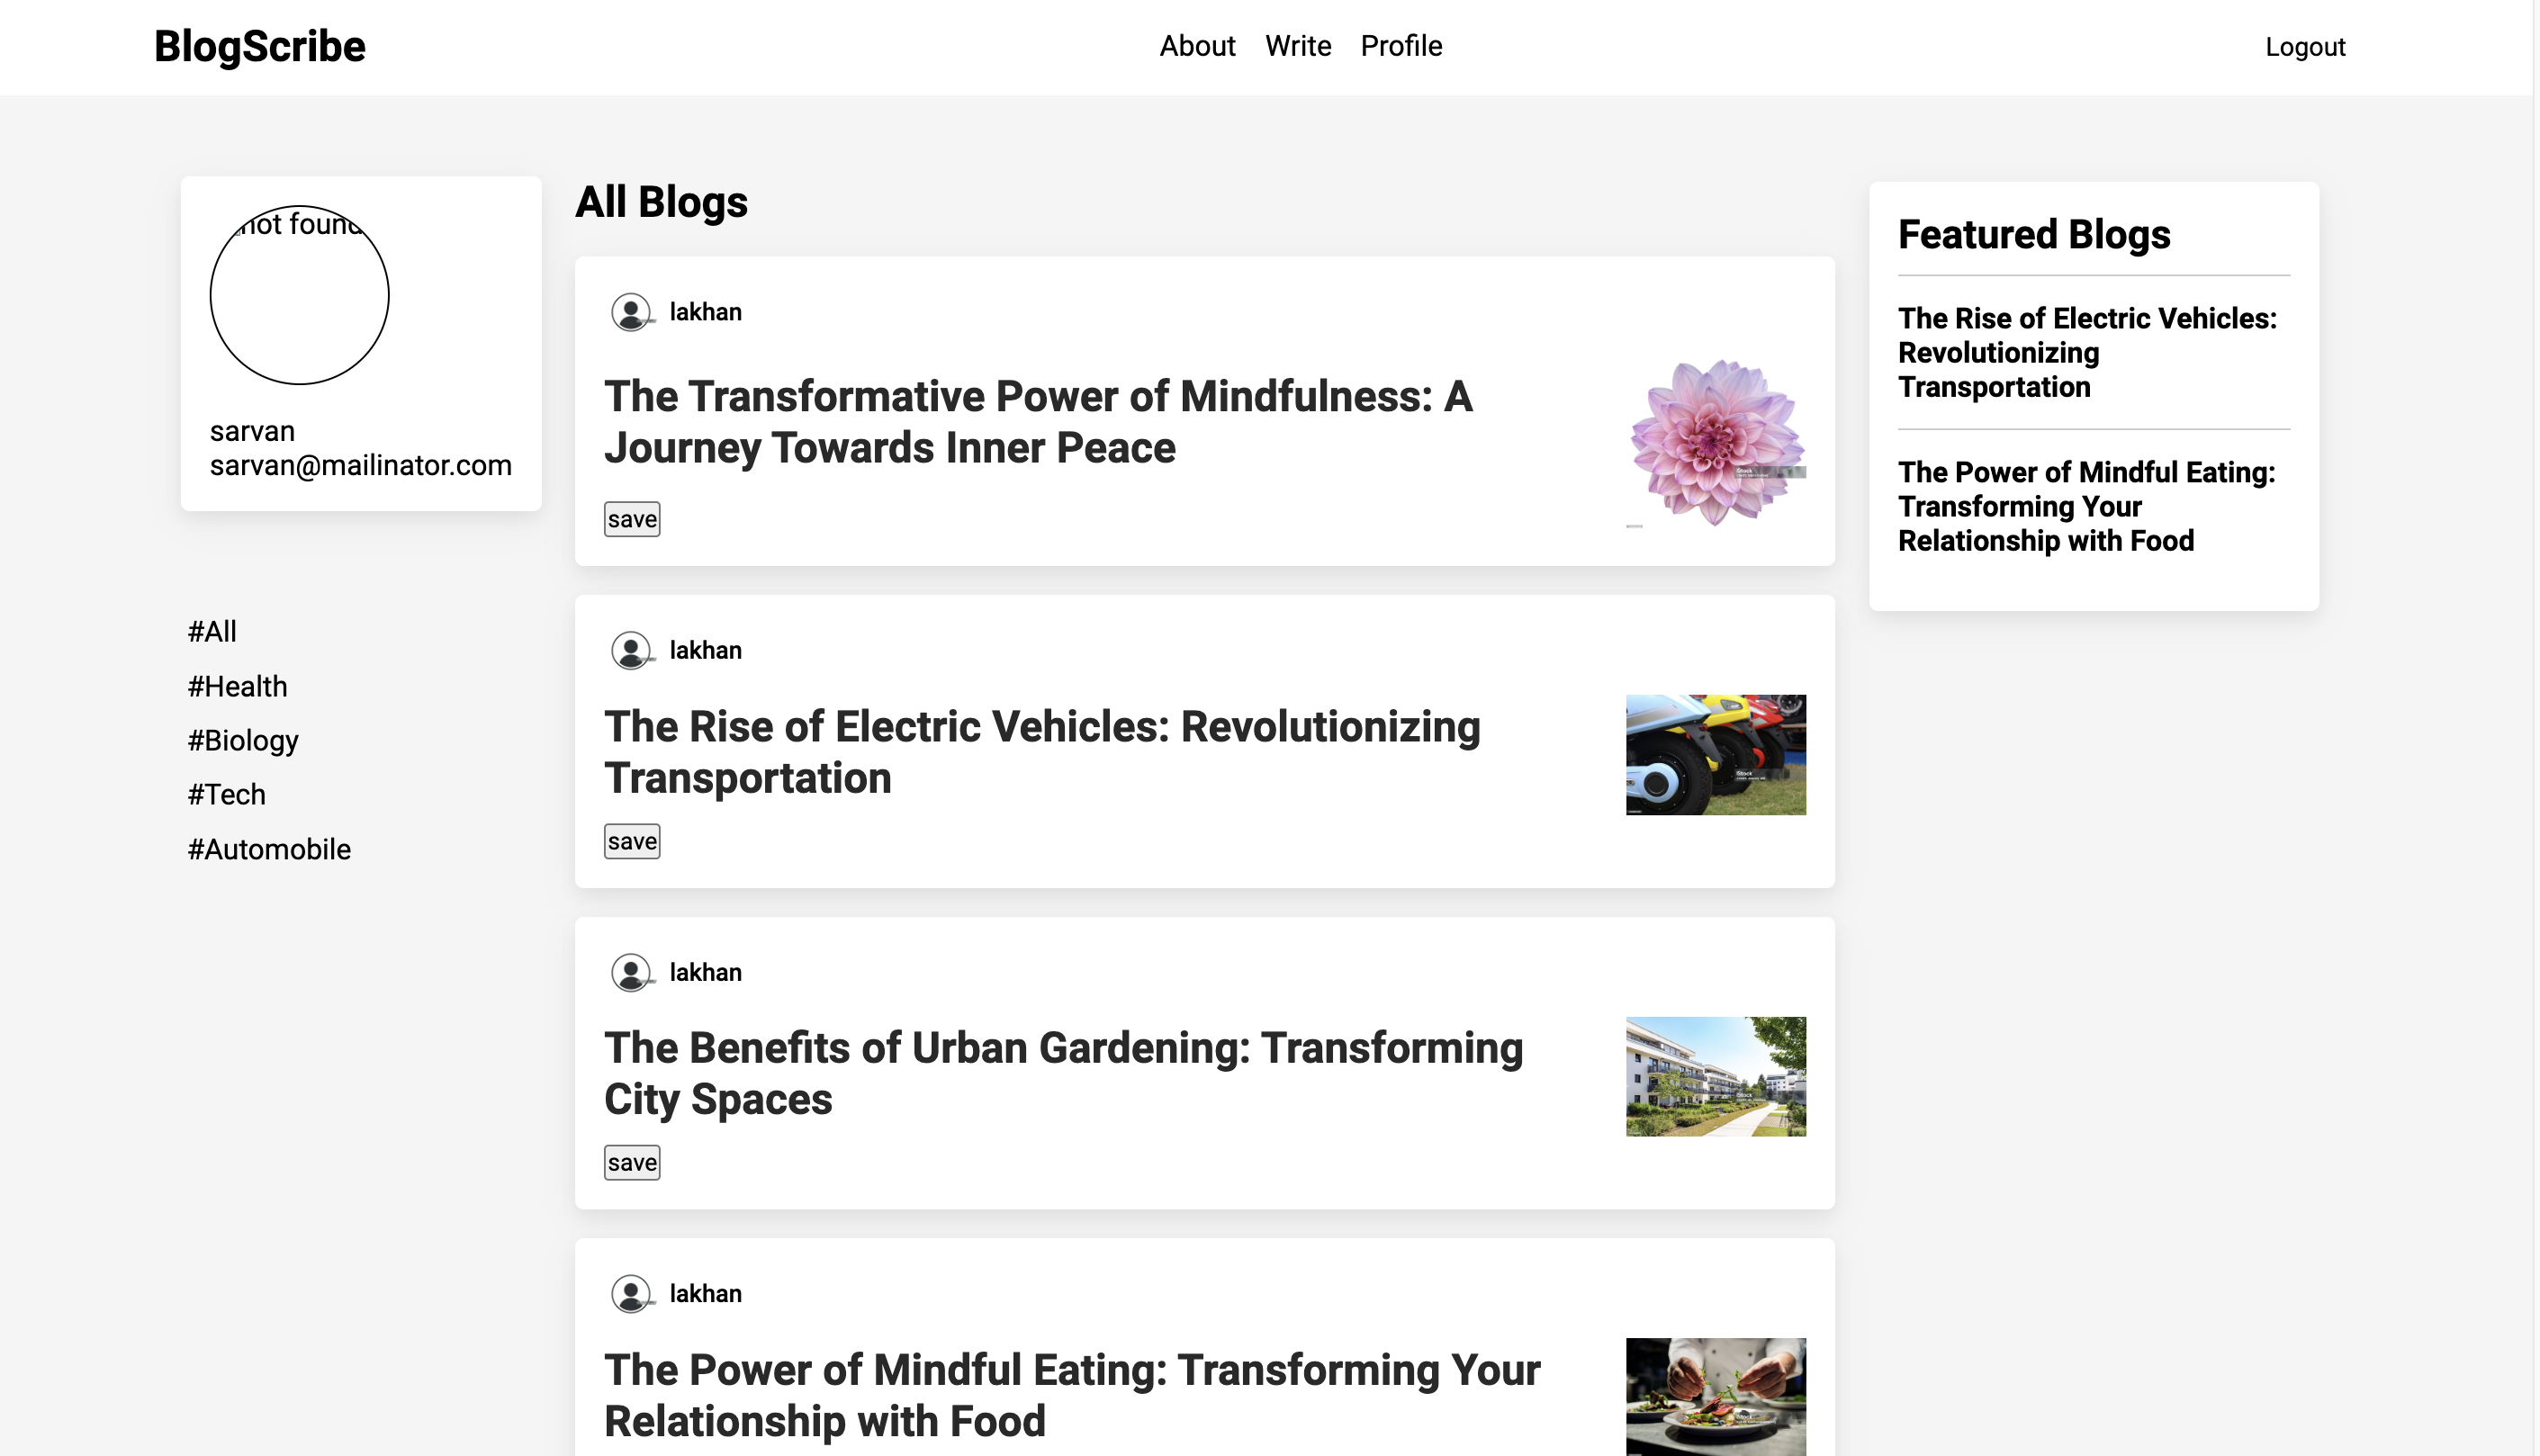 BlogScribe
About Write Profile
Logout
not found
sarvan
sarvan@mailinator.com
#All
#Health
#Biology
#Tech
#Automobile
All Blogs
lakhan
The Transformative Power of Mindfulness: A
Journey Towards Inner Peace
save
iStock
lakhan
The Rise of Electric Vehicles: Revolutionizing
Transportation
save
iStock
lakhan
The Benefits of Urban Gardening: Transforming
City Spaces
save
iStock
lakhan
The Power of Mindful Eating: Transforming Your
Relationship with Food
iStock
Featured Blogs
The Rise of Electric Vehicles:
Revolutionizing
Transportation
The Power of Mindful Eating:
Transforming Your
Relationship with Food